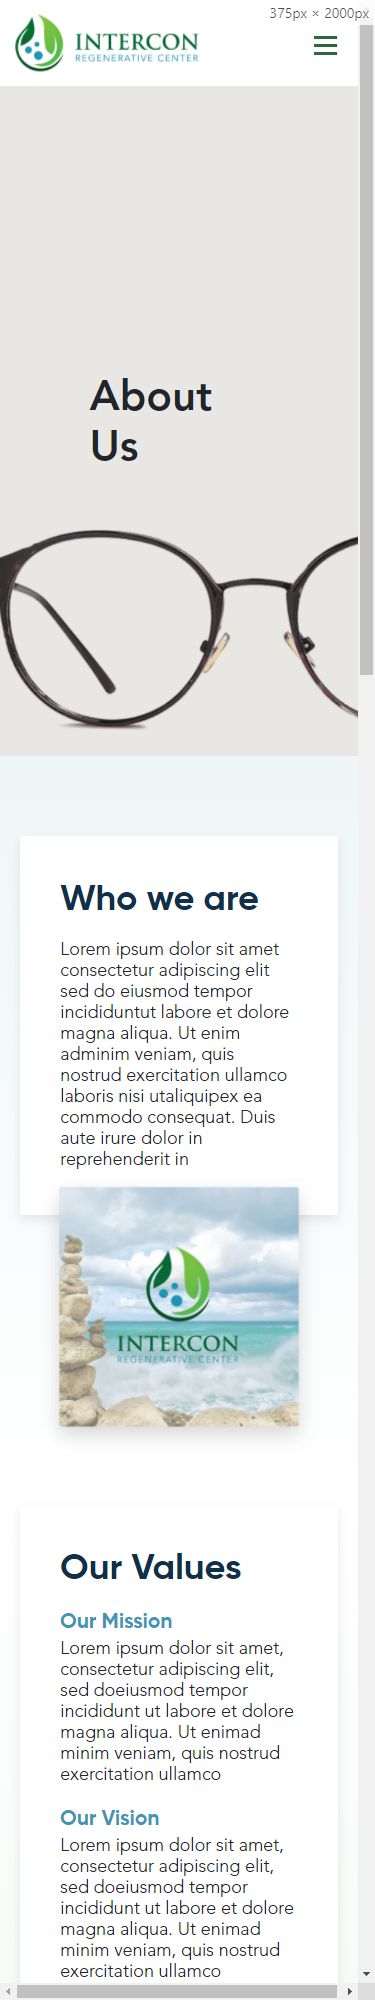 375px × 2000px
INTERCON
REGENERATIVE CENTER
About
Us
Who we are
Lorem ipsum dolor sit amet
consectetur adipiscing elit
sed do eiusmod tempor
incididuntut labore et dolore
magna aliqua. Ut enim
adminim veniam, quis
nostrud exercitation ullamco
laboris nisi utaliquipex ea
commodo consequat. Duis
aute irure dolor in
reprehenderit in
INTERCON
REGENERATIVE CENTER
Our Values
Our Mission
Lorem ipsum dolor sit amet,
consectetur adipiscing elit,
sed doeiusmod tempor
incididunt ut labore et dolore
magna aliqua. Ut enimad
minim veniam, quis nostrud
exercitation ullamco
Our Vision
Lorem ipsum dolor sit amet,
consectetur adipiscing elit,
sed doeiusmod tempor
incididunt ut labore et dolore
magna aliqua. Ut enimad
minim veniam, quis nostrud
exercitation ullamco